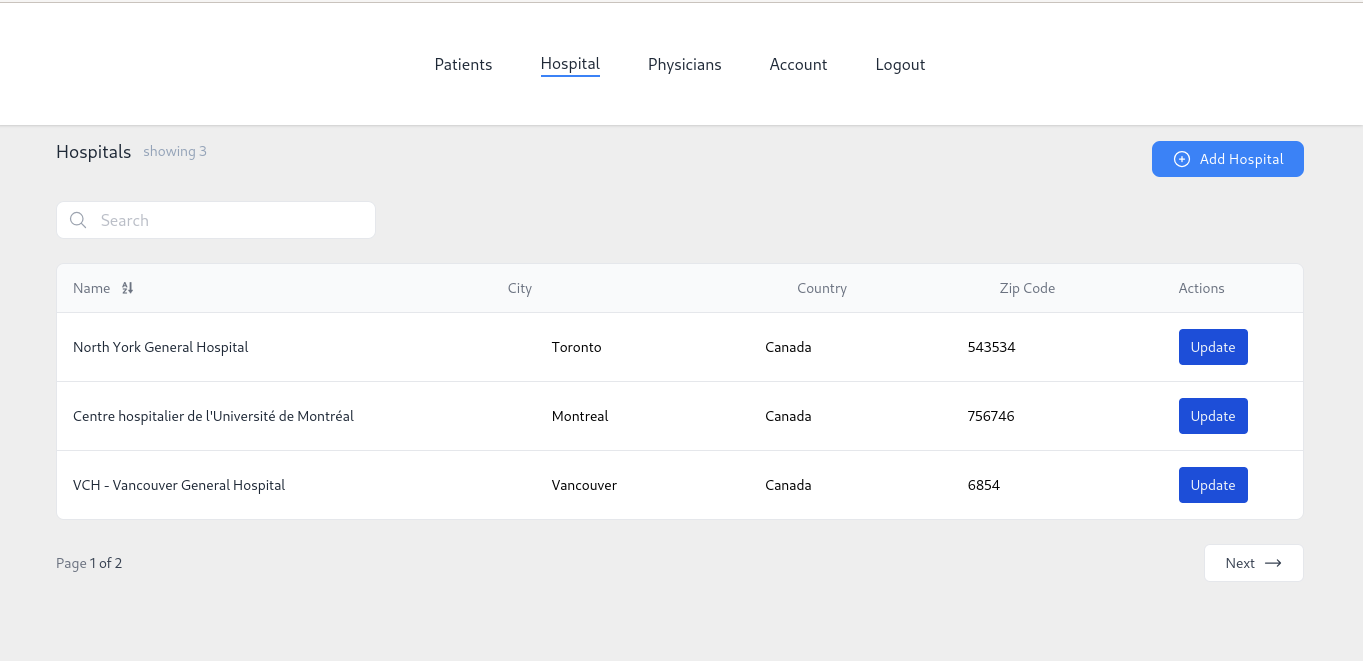 Patients Hospital Physicians Account Logout
Hospitals showing 3
Add Hospital
Search
Name City Country Zip Code Actions
North York General Hospital Toronto Canada 543534 Update
Centre hospitalier de l'Université de Montréal Montreal Canada 756746 Update
VCH - Vancouver General Hospital Vancouver Canada 6854 Update
Page 1 of 2 Next